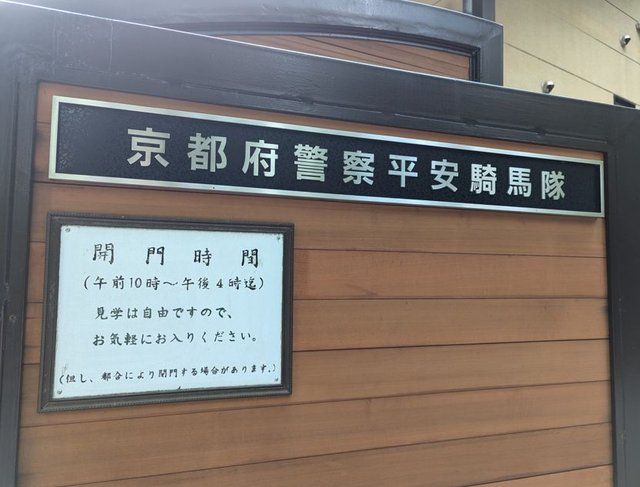 京都府警察平安騎馬隊
開門時間
(午前10時～午後4時迄)
見学は自由ですので、
お気軽にお入りください。
(但し、都合により閉門する場合があります。)